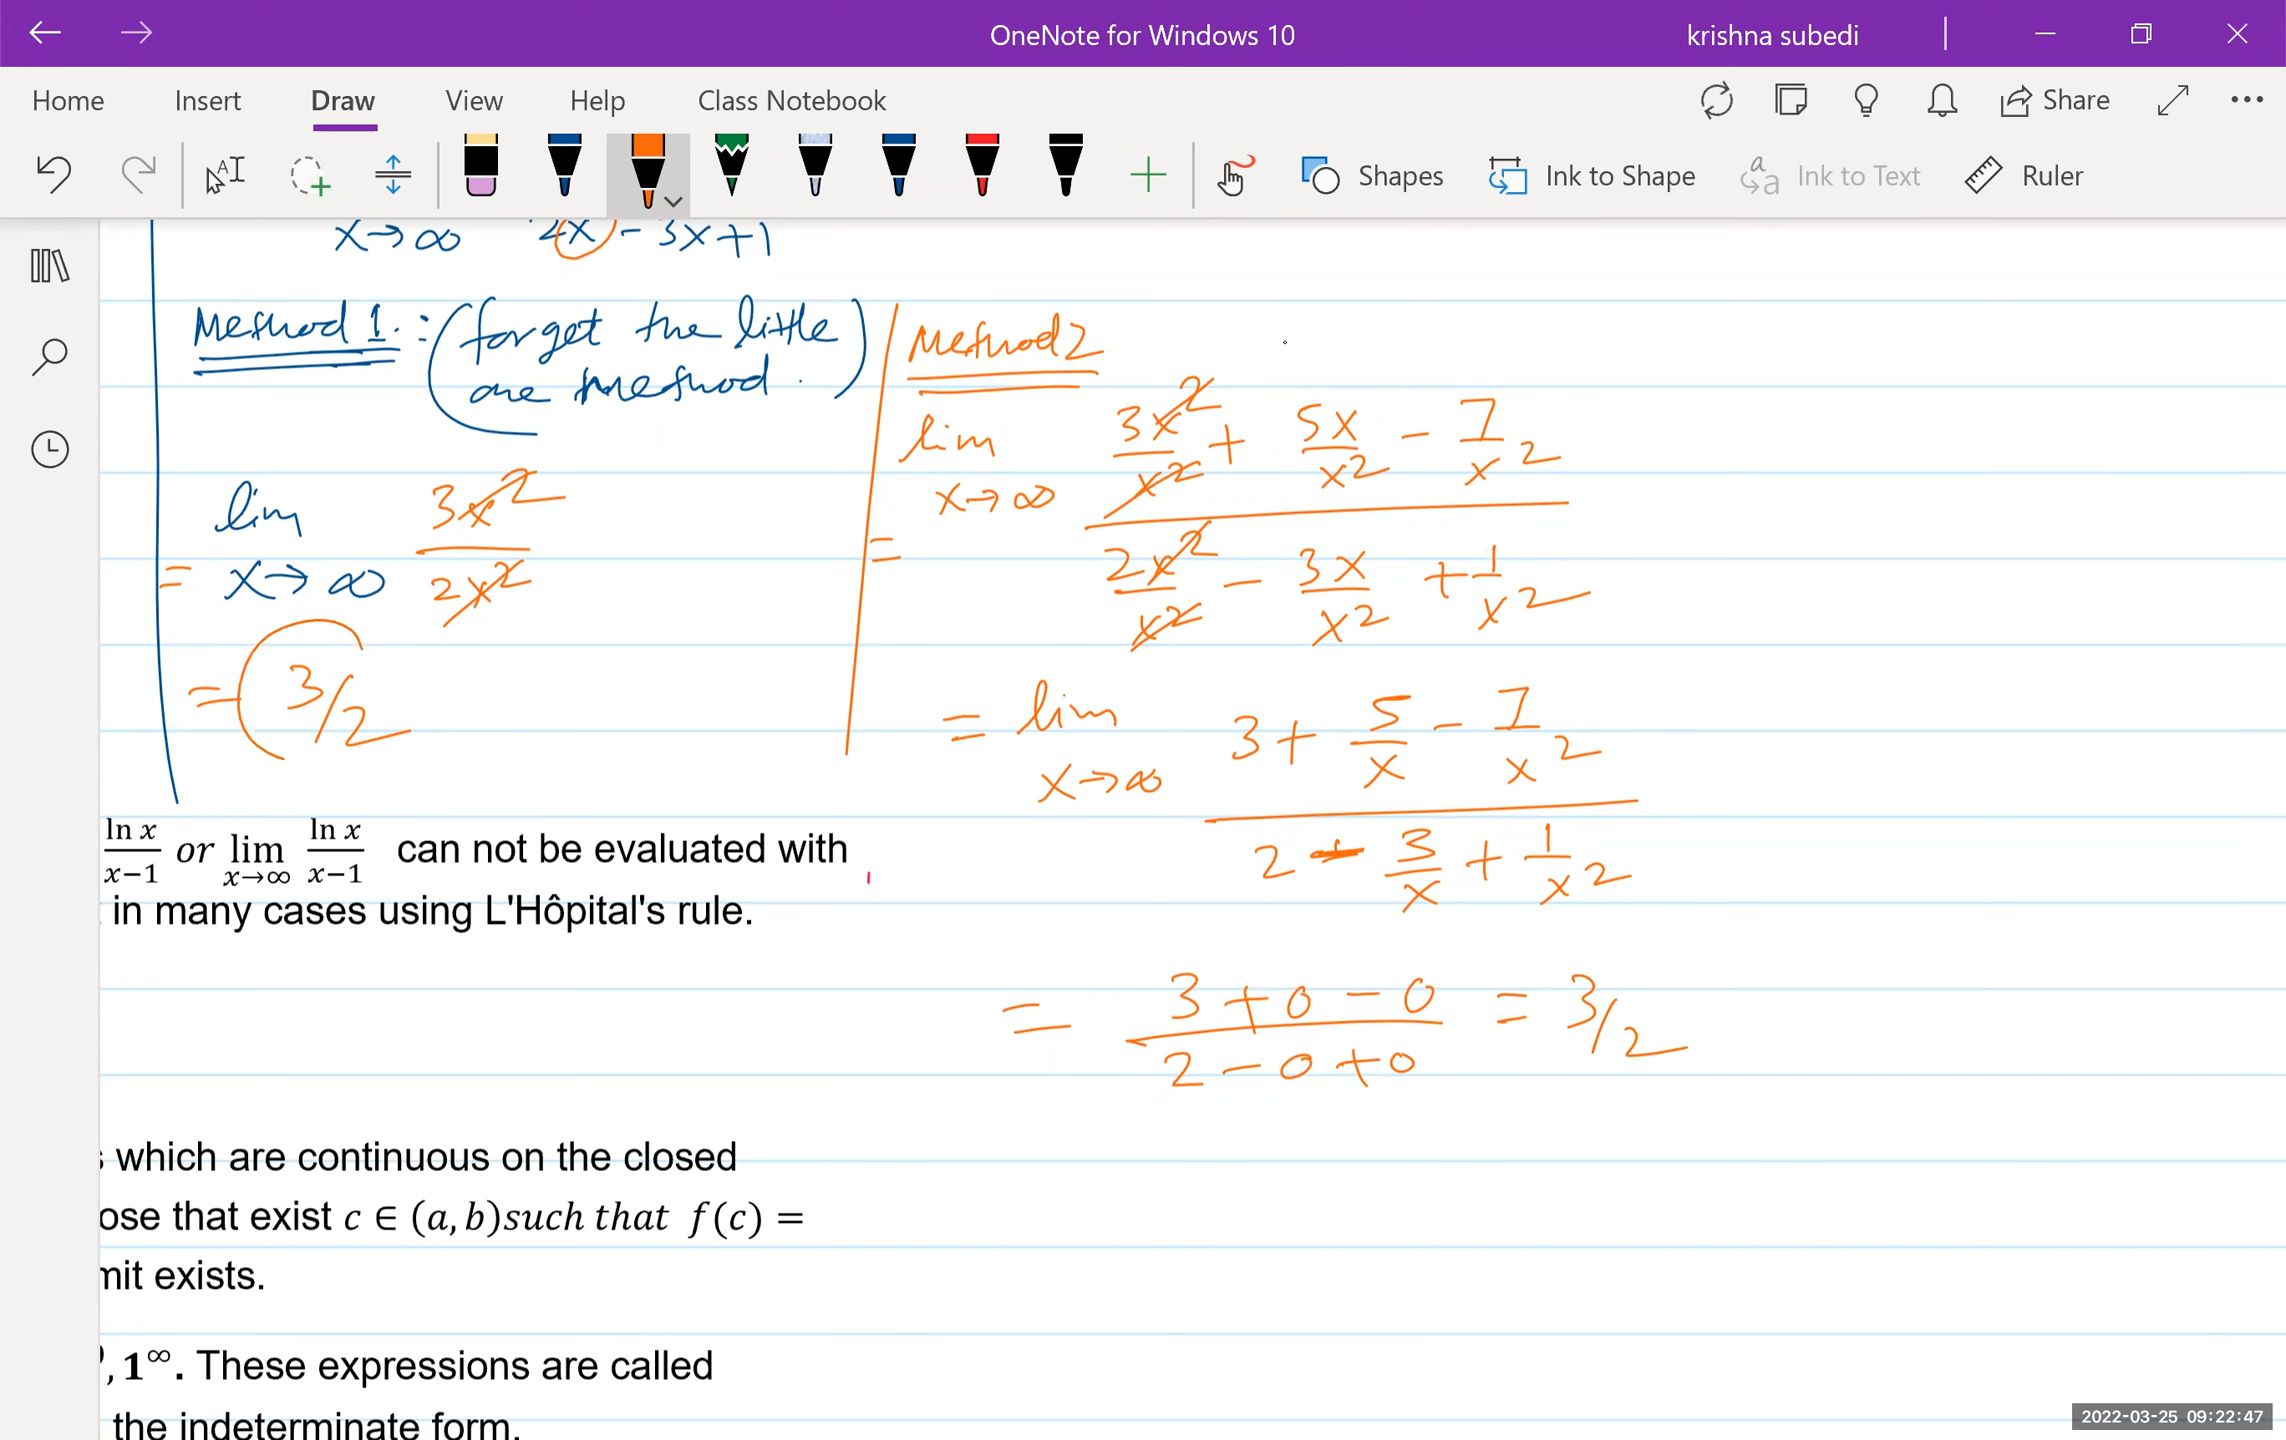 OneNote for Windows 10
krishna subedi
Home Insert Draw View Help Class Notebook
Share
Shapes Ink to Shape Ink to Text Ruler
x→∞ 2x - 3x+1
Method 1. : (forget the little
one method.)
lim 3x²
= x→∞ 2x²
= 3/2
Method 2
lim 3x²/x² + 5x/x² - 7/x²
x→∞
= 2x²/x² - 3x/x² + 1/x²
= lim 3 + 5/x - 7/x²
x→∞
2 - 3/x + 1/x²
= 3+0-0 = 3/2
2-0+0
ln x/x−1 or lim x→∞ ln x/x−1 can not be evaluated with
in many cases using L'Hôpital's rule.
which are continuous on the closed
ose that exist c ∈ (a, b)such that f(c) =
mit exists.
, 1^∞. These expressions are called
the indeterminate form.
2022-03-25 09:22:47